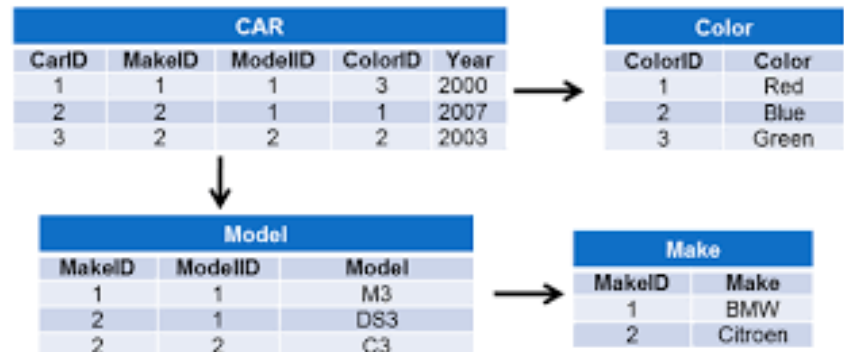 CAR
CarID MakeID ModelID ColorID Year
1 1 1 3 2000
2 2 1 1 2007
3 2 2 2 2003
Color
ColorID Color
1 Red
2 Blue
3 Green
Model
MakeID ModelID Model
1 1 M3
2 1 DS3
2 2 C3
Make
MakeID Make
1 BMW
2 Citroen